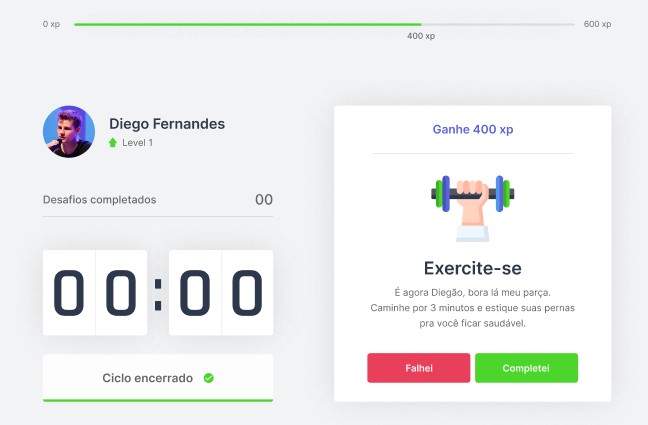 0 xp
600 xp
400 xp
Diego Fernandes
Level 1
Desafios completados 00
00:00
Ciclo encerrado
Ganhe 400 xp
Exercite-se
É agora Diegão, bora lá meu parça.
Caminhe por 3 minutos e estique suas pernas
pra você ficar saudável.
Falhei
Completei